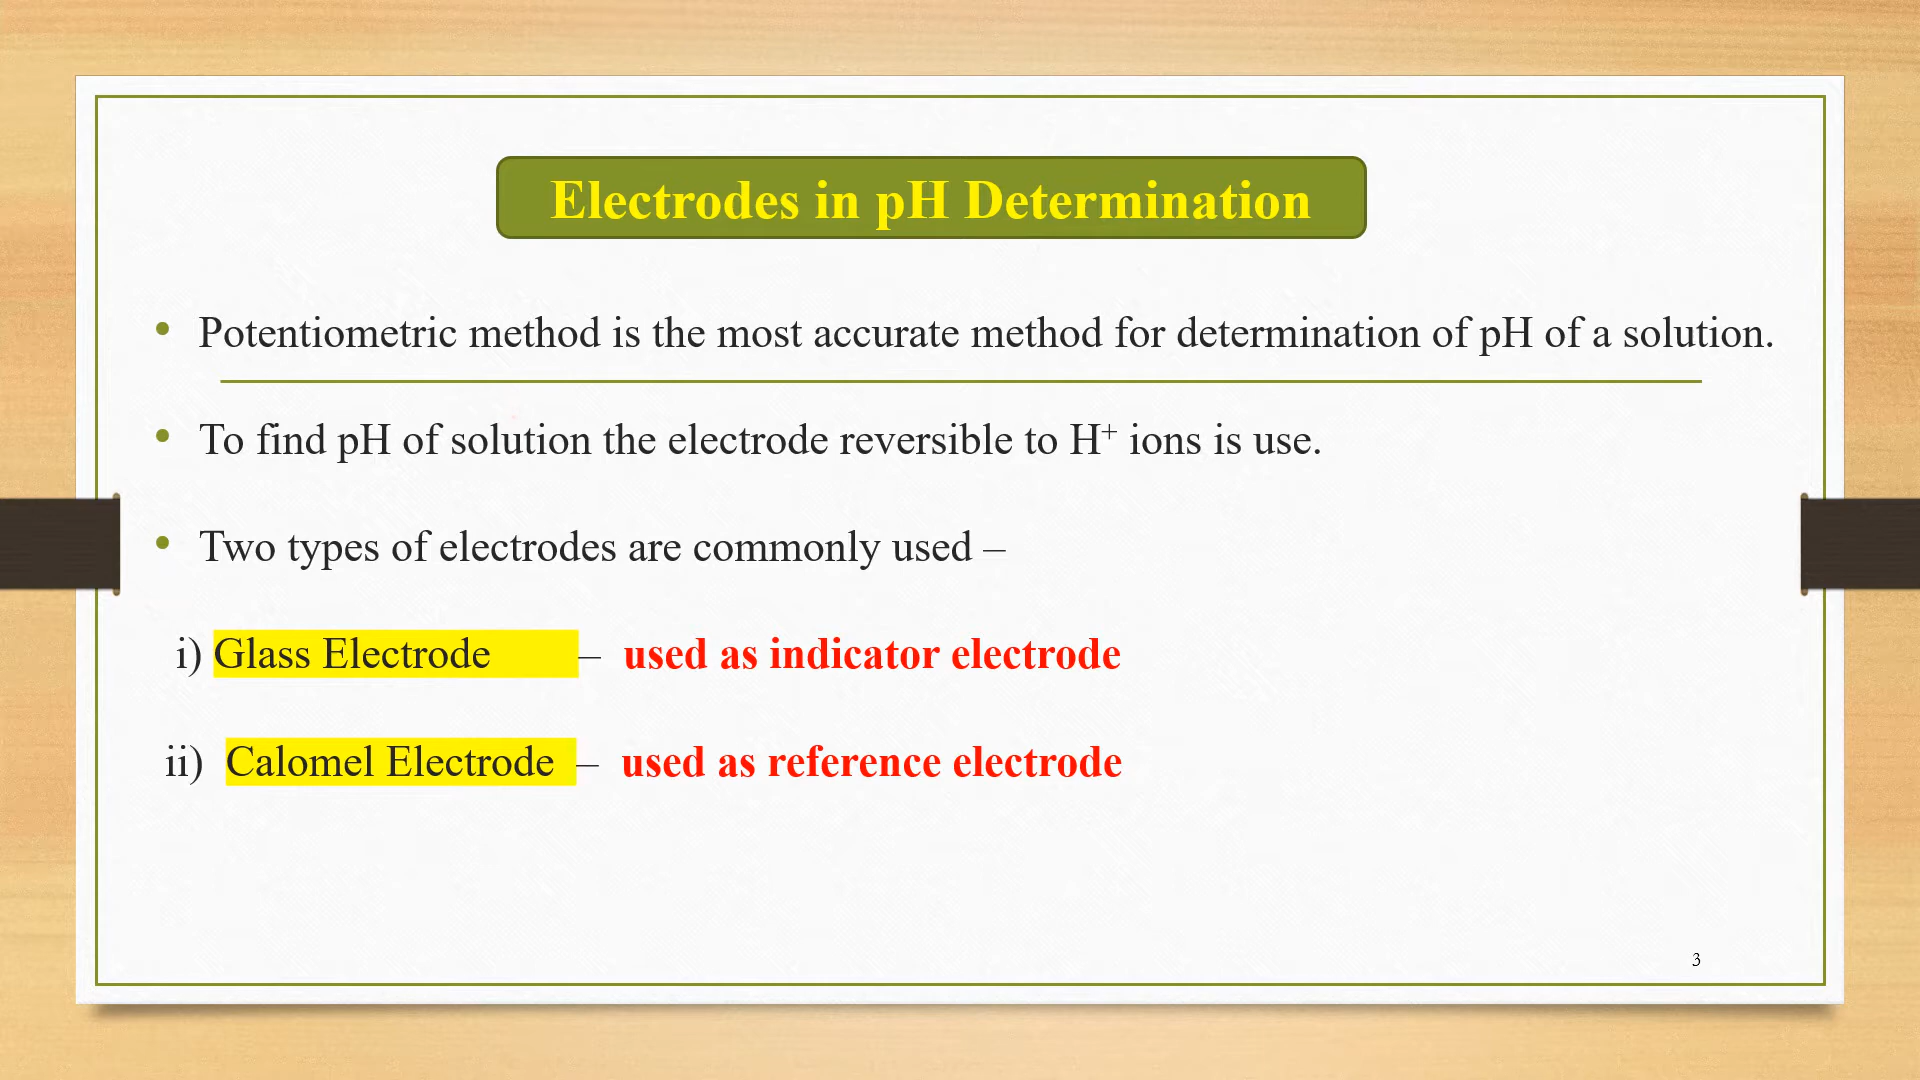 Electrodes in pH Determination
• Potentiometric method is the most accurate method for determination of pH of a solution.
• To find pH of solution the electrode reversible to H⁺ ions is use.
• Two types of electrodes are commonly used –
i) Glass Electrode – used as indicator electrode
ii) Calomel Electrode – used as reference electrode
3